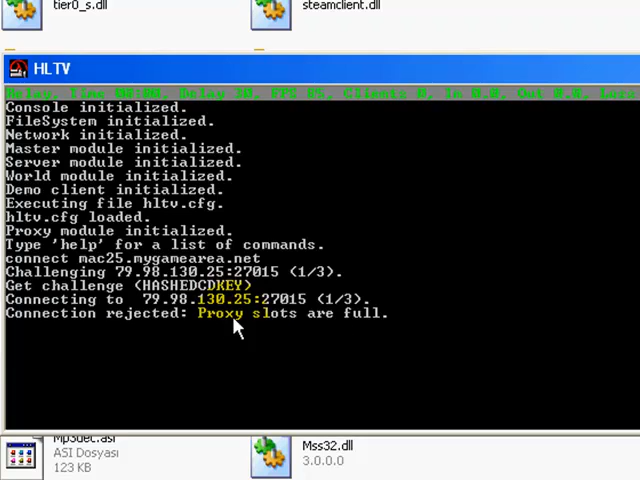 tier0_s.dll
steamclient.dll
HLTV
Console initialized.
FileSystem initialized.
Network initialized.
Master module initialized.
Server module initialized.
World module initialized.
Demo client initialized.
Executing file hltv.cfg.
hltv.cfg loaded.
Proxy module initialized.
Type 'help' for a list of commands.
connect mac25.mygamearea.net
Challenging 79.98.130.25:27015 (1/3).
Get challenge (HASHEDCDKEY)
Connecting to  79.98.130.25:27015 (1/3).
Connection rejected: Proxy slots are full.
Mp3dec.asi
ASI Dosyası
123 KB
Mss32.dll
3.0.0.0